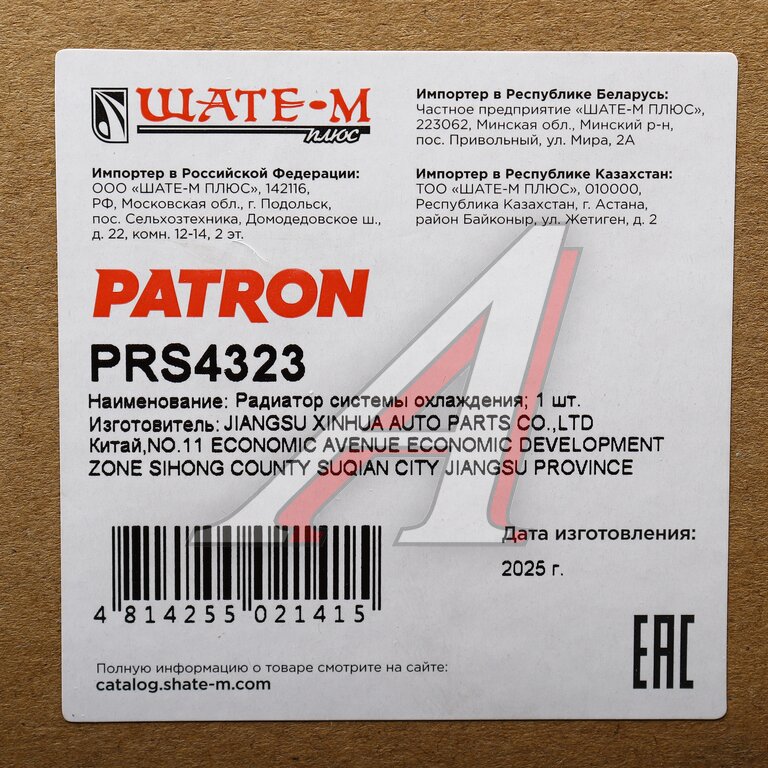 ШАТЕ-М
плюс
Импортер в Российской Федерации:
ООО «ШАТЕ-М ПЛЮС», 142116,
РФ, Московская обл., г. Подольск,
пос. Сельхозтехника, Домодедовское ш.,
д. 22, комн. 12-14, 2 эт.
Импортер в Республике Беларусь:
Частное предприятие «ШАТЕ-М ПЛЮС»,
223062, Минская обл., Минский р-н,
пос. Привольный, ул. Мира, 2А
Импортер в Республике Казахстан:
ТОО «ШАТЕ-М ПЛЮС», 010000,
Республика Казахстан, г. Астана,
район Байконыр, ул. Жетиген, д. 2
PATRON
PRS4323
Наименование: Радиатор системы охлаждения; 1 шт.
Изготовитель: JIANGSU XINHUA AUTO PARTS CO.,LTD
Китай,NO.11 ECONOMIC AVENUE ECONOMIC DEVELOPMENT
ZONE SIHONG COUNTY SUQIAN CITY JIANGSU PROVINCE
Дата изготовления:
2025 г.
4 814255 021415
EAC
Полную информацию о товаре смотрите на сайте:
catalog.shate-m.com